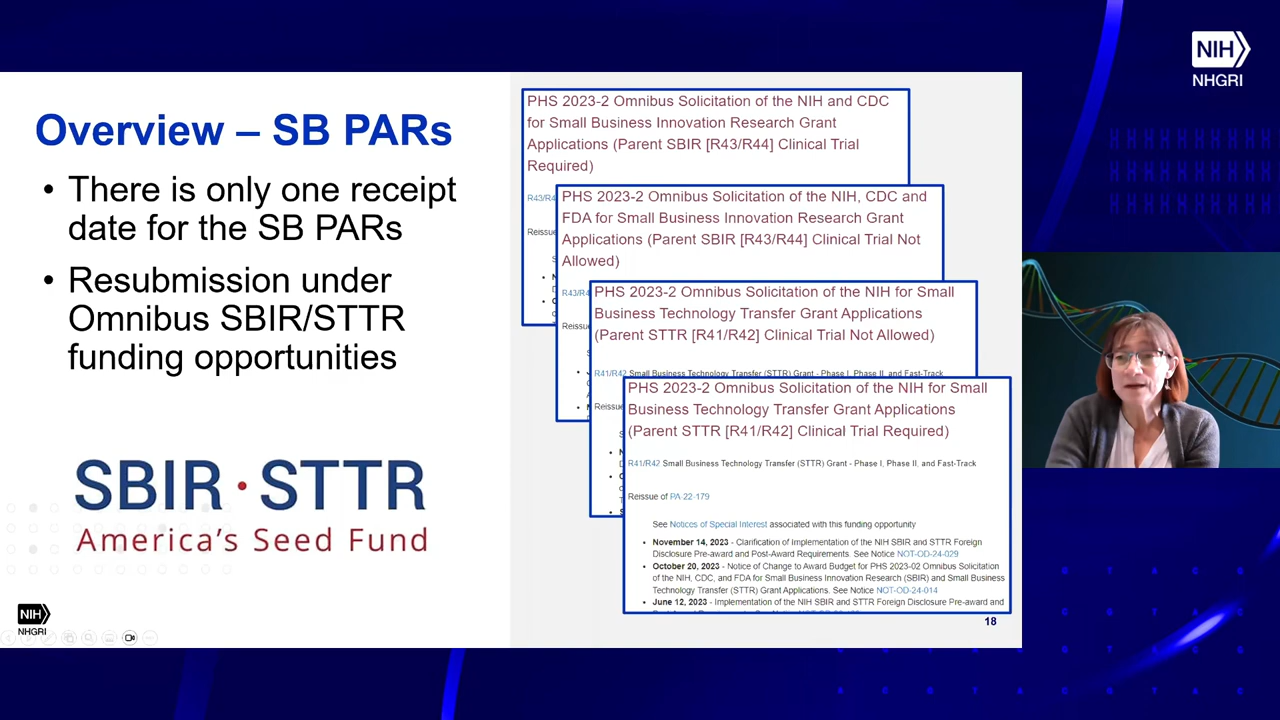 NIH
NHGRI
Overview – SB PARs
• There is only one receipt
date for the SB PARs
• Resubmission under
Omnibus SBIR/STTR
funding opportunities
SBIR·STTR
America's Seed Fund
NIH
NHGRI
PHS 2023-2 Omnibus Solicitation of the NIH and CDC
for Small Business Innovation Research Grant
Applications (Parent SBIR [R43/R44] Clinical Trial
Required)
R43/R4
Reissue
PHS 2023-2 Omnibus Solicitation of the NIH, CDC and
FDA for Small Business Innovation Research Grant
Applications (Parent SBIR [R43/R44] Clinical Trial Not
Allowed)
R43/R4
Reissu
PHS 2023-2 Omnibus Solicitation of the NIH for Small
Business Technology Transfer Grant Applications
(Parent STTR [R41/R42] Clinical Trial Not Allowed)
R41/R42 Small Business Technology Transfer (STTR) Grant - Phase I, Phase II, and Fast-Track
Reissu
PHS 2023-2 Omnibus Solicitation of the NIH for Small
Business Technology Transfer Grant Applications
(Parent STTR [R41/R42] Clinical Trial Required)
R41/R42 Small Business Technology Transfer (STTR) Grant - Phase I, Phase II, and Fast-Track
Reissue of PA-22-179
See Notices of Special Interest associated with this funding opportunity
• November 14, 2023 - Clarification of Implementation of the NIH SBIR and STTR Foreign
Disclosure Pre-award and Post-Award Requirements. See Notice NOT-OD-24-029
• October 20, 2023 - Notice of Change to Award Budget for PHS 2023-02 Omnibus Solicitation
of the NIH, CDC, and FDA for Small Business Innovation Research (SBIR) and Small Business
Technology Transfer (STTR) Grant Applications. See Notice NOT-OD-24-014
• June 12, 2023 - Implementation of the NIH SBIR and STTR Foreign Disclosure Pre-award and
18